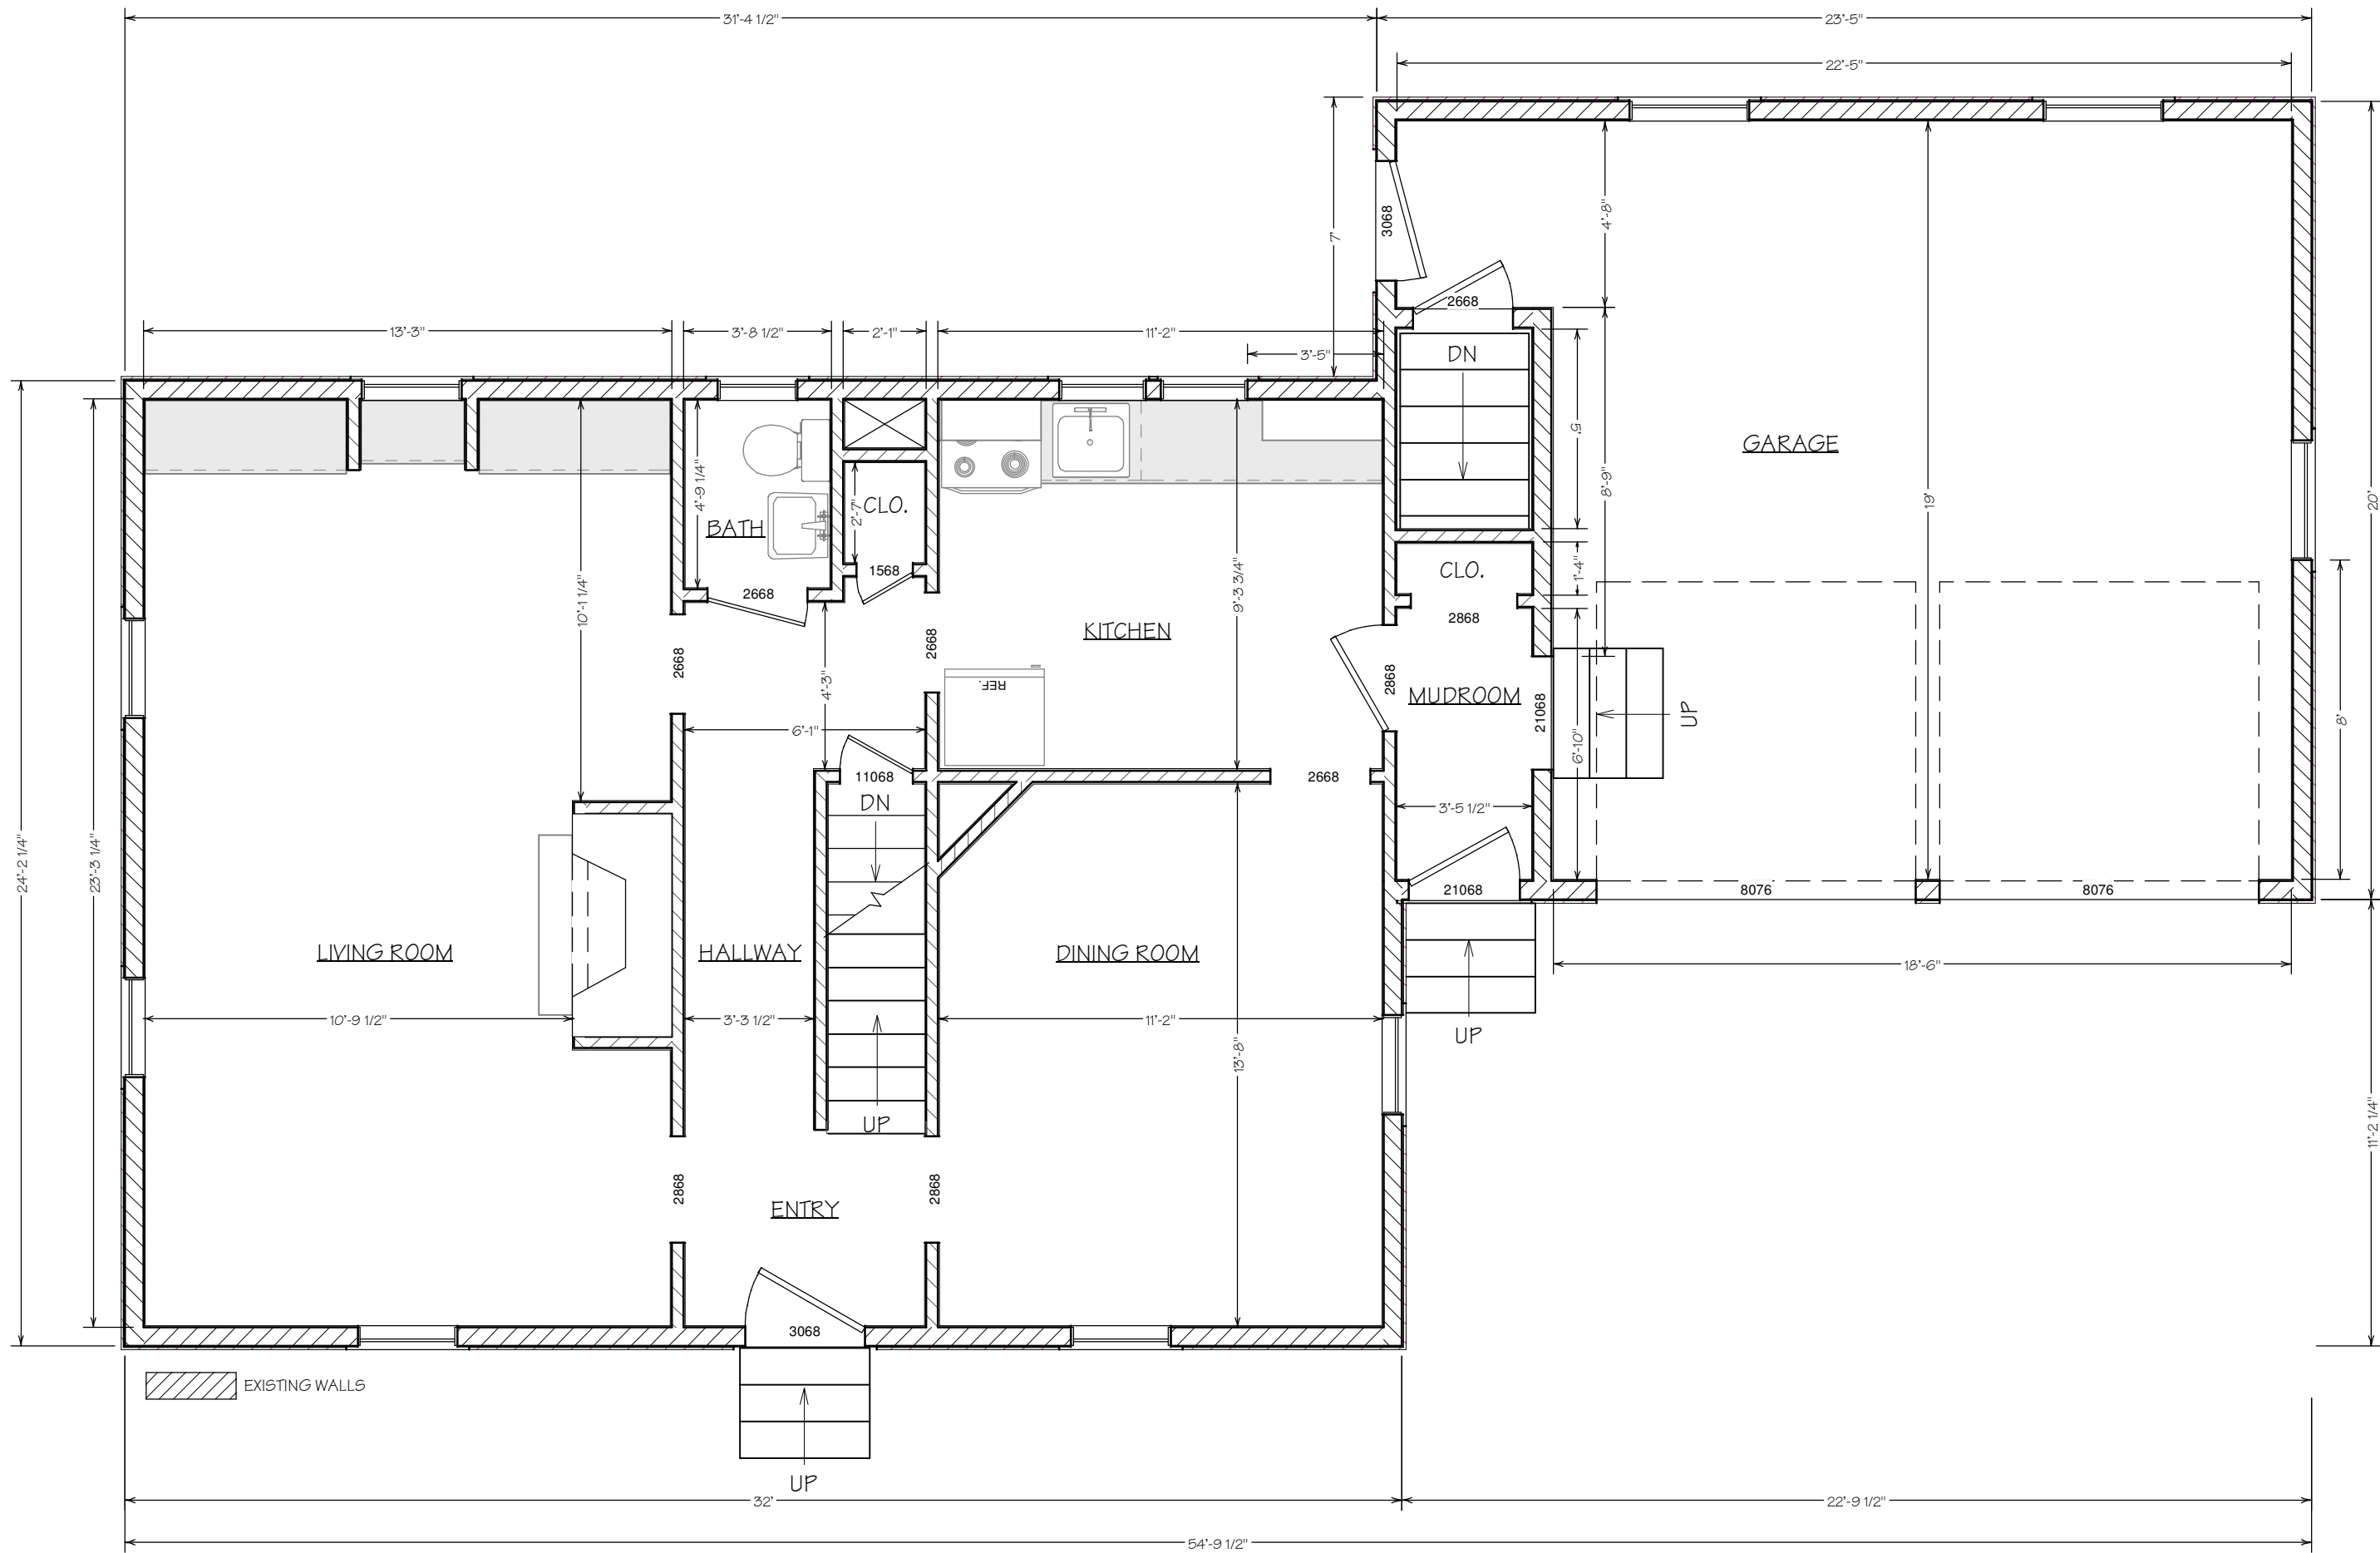 31'-4 1/2"
23'-5"
22'-5"
3068
7'
4'-8"
2668
13'-3"
3'-8 1/2"
2'-1"
11'-2"
3'-5"
DN
5'
8'-9"
GARAGE
19'
20'
4'-9 1/4"
BATH
2'-7"
CLO.
1568
2668
10'-1 1/4"
9'-3 3/4"
CLO.
1'-4"
2868
KITCHEN
2668
2668
4'-3"
REF.
2868
MUDROOM
21068
UP
6'-10"
8'
6'-1"
11068
DN
2668
3'-5 1/2"
24'-2 1/4"
23'-3 1/4"
21068
8076
8076
LIVING ROOM
HALLWAY
DINING ROOM
18'-6"
10'-9 1/2"
3'-3 1/2"
11'-2"
13'-8"
UP
UP
11'-2 1/4"
2868
2868
ENTRY
3068
EXISTING WALLS
UP
32'
22'-9 1/2"
54'-9 1/2"